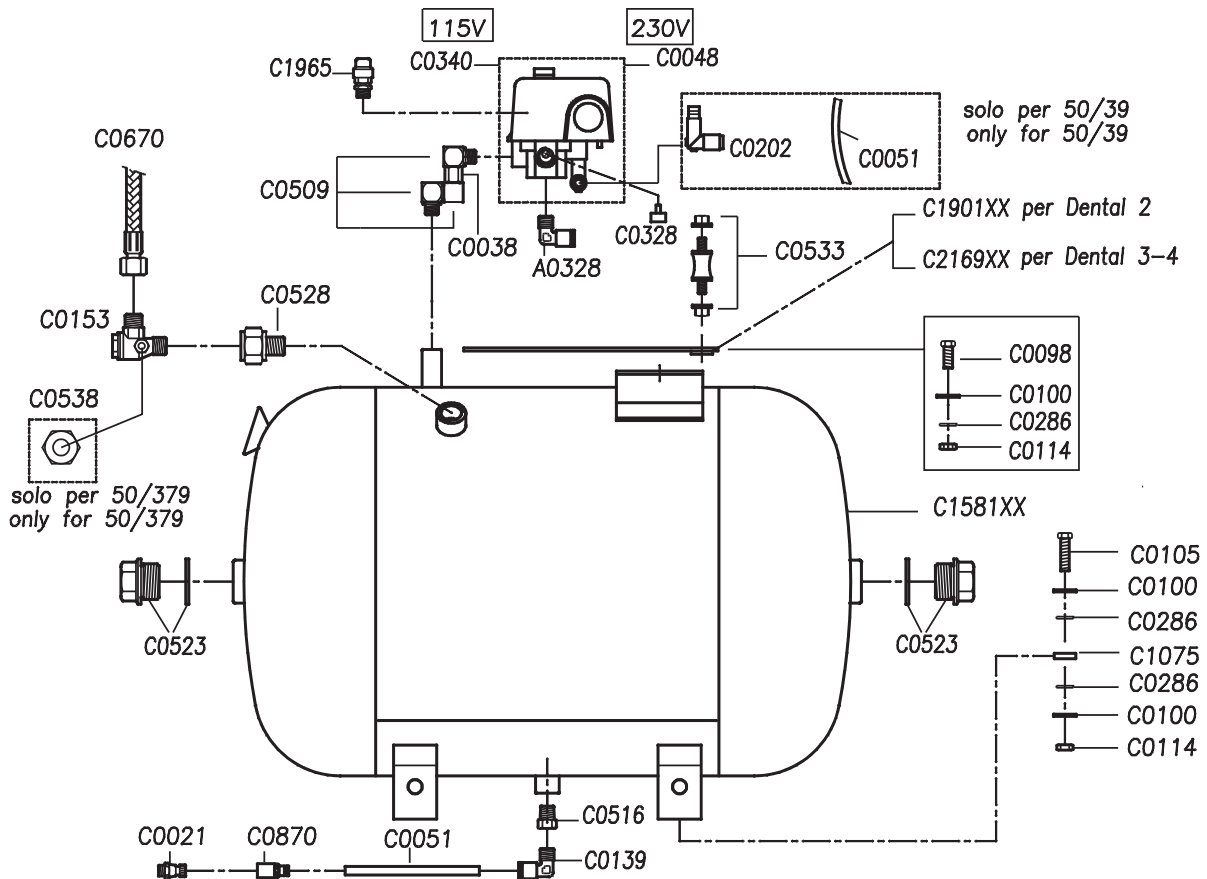 115V
230V
C0340
C0048
C1965
C0670
C0202
C0051
solo per 50/39
only for 50/39
C0509
C0038
A0328
C0328
C0533
C1901XX per Dental 2
C2169XX per Dental 3-4
C0528
C0153
C0098
C0100
C0286
C0114
C0538
solo per 50/379
only for 50/379
C1581XX
C0105
C0100
C0286
C1075
C0286
C0100
C0114
C0523
C0523
C0516
C0021
C0870
C0051
C0139